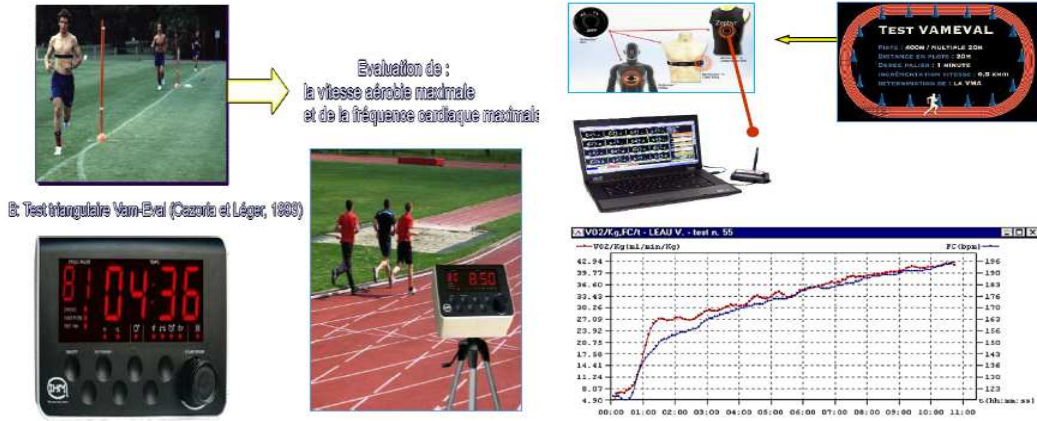 Evaluation de :
la vitesse aérobie maximale
et de la fréquence cardiaque maximale
B: Test triangulaire Vam-Eval (Cazorla et Léger, 1993)
81 04:36
8:50
Zephyr
TEST VAMEVAL
PISTE : 400M / MULTIPLE 20M
DISTANCE EN PLOTS : 20M
DUREE PALIER : 1 MINUTE
INCRÉMENTATION VITESSE : 0,5 KM/H
DETERMINATION DE : LA VMA
VO2/Kg,FC/t - LEAU V. - test n. 55
VO2/Kg(ml/min/Kg) FC(bpm)
42.94 196
39.77 190
36.60 183
33.43 176
30.26 170
27.09 163
23.92 156
20.75 150
17.58 143
14.41 136
11.24 130
8.07 123
4.90
00:00 01:00 02:00 03:00 04:00 05:00 06:00 07:00 08:00 09:00 10:00 11:00
t(hh:mm:ss)